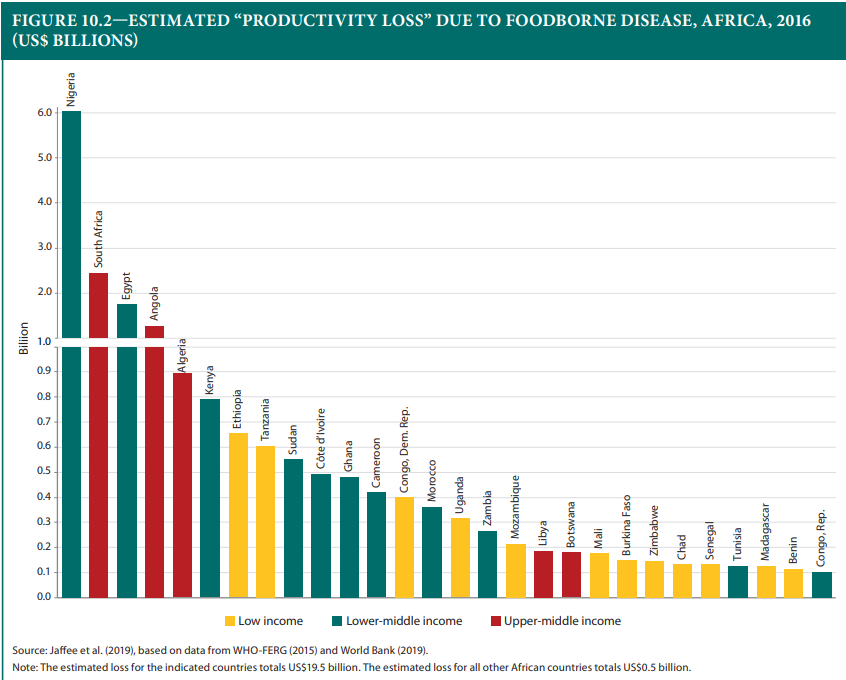 FIGURE 10.2—ESTIMATED “PRODUCTIVITY LOSS” DUE TO FOODBORNE DISEASE, AFRICA, 2016
(US$ BILLIONS)
Billion
6.0
5.0
4.0
3.0
2.0
1.0
0.9
0.8
0.7
0.6
0.5
0.4
0.3
0.2
0.1
0.0
Nigeria
South Africa
Egypt
Angola
Algeria
Kenya
Ethiopia
Tanzania
Sudan
Côte d'Ivoire
Ghana
Cameroon
Congo, Dem. Rep.
Morocco
Uganda
Zambia
Mozambique
Libya
Botswana
Mali
Burkina Faso
Zimbabwe
Chad
Senegal
Tunisia
Madagascar
Benin
Congo, Rep.
Low income
Lower-middle income
Upper-middle income
Source: Jaffee et al. (2019), based on data from WHO-FERG (2015) and World Bank (2019).
Note: The estimated loss for the indicated countries totals US$19.5 billion. The estimated loss for all other African countries totals US$0.5 billion.